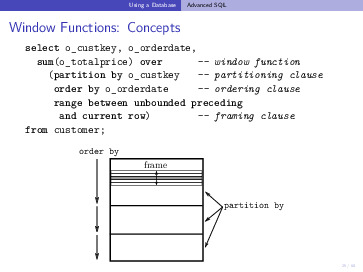 Using a Database Advanced SQL
Window Functions: Concepts
select o_custkey, o_orderdate,
sum(o_totalprice) over -- window function
(partition by o_custkey -- partitioning clause
order by o_orderdate -- ordering clause
range between unbounded preceding
and current row) -- framing clause
from customer;
order by
frame
partition by